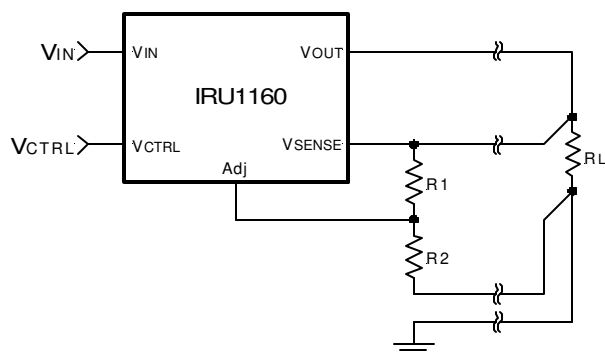 VIN
VIN
VOUT
IRU1160
VCTRL
VCTRL
VSENSE
Adj
R1
RL
R2